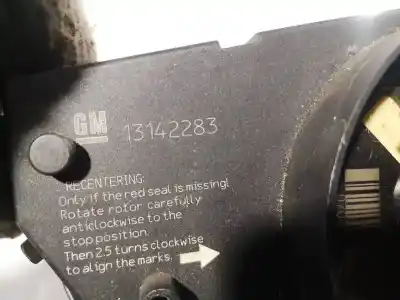 GM 13142283
RECENTERING:
Only if the red seal is missing!
Rotate rotor carefully
anticlockwise to the
stop position.
Then 2.5 turns clockwise
to align the marks.